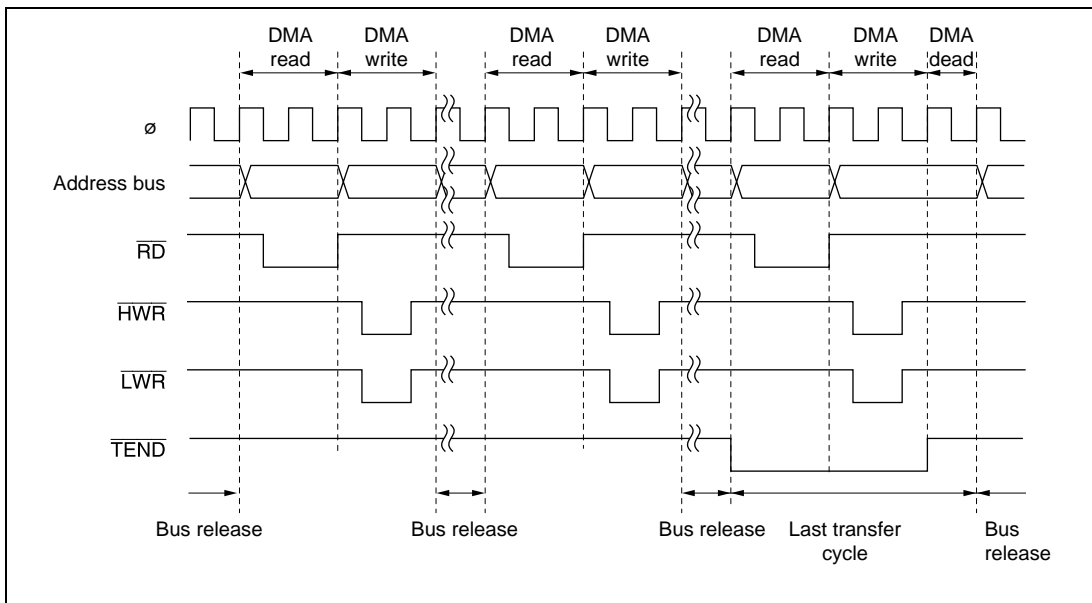 DMA read DMA write DMA read DMA write DMA read DMA write DMA dead
ø
Address bus
RD
HWR
LWR
TEND
Bus release Bus release Bus release Last transfer cycle Bus release